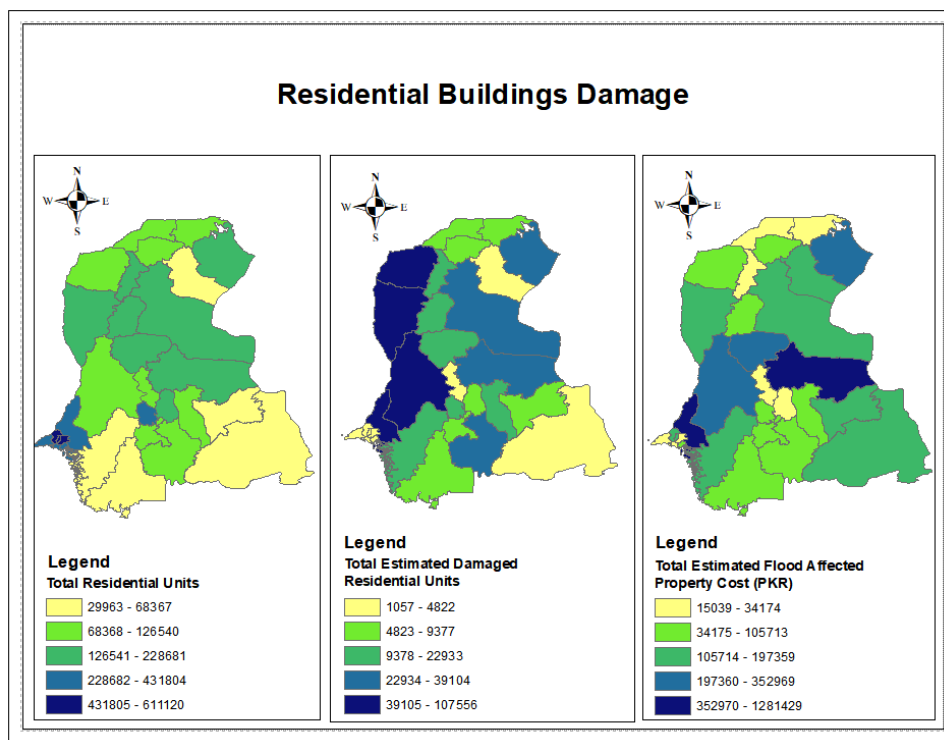 Residential Buildings Damage
N
W E
S
Legend
Total Residential Units
29963 - 68367
68368 - 126540
126541 - 228681
228682 - 431804
431805 - 611120
N
W E
S
Legend
Total Estimated Damaged
Residential Units
1057 - 4822
4823 - 9377
9378 - 22933
22934 - 39104
39105 - 107556
N
W E
S
Legend
Total Estimated Flood Affected
Property Cost (PKR)
15039 - 34174
34175 - 105713
105714 - 197359
197360 - 352969
352970 - 1281429